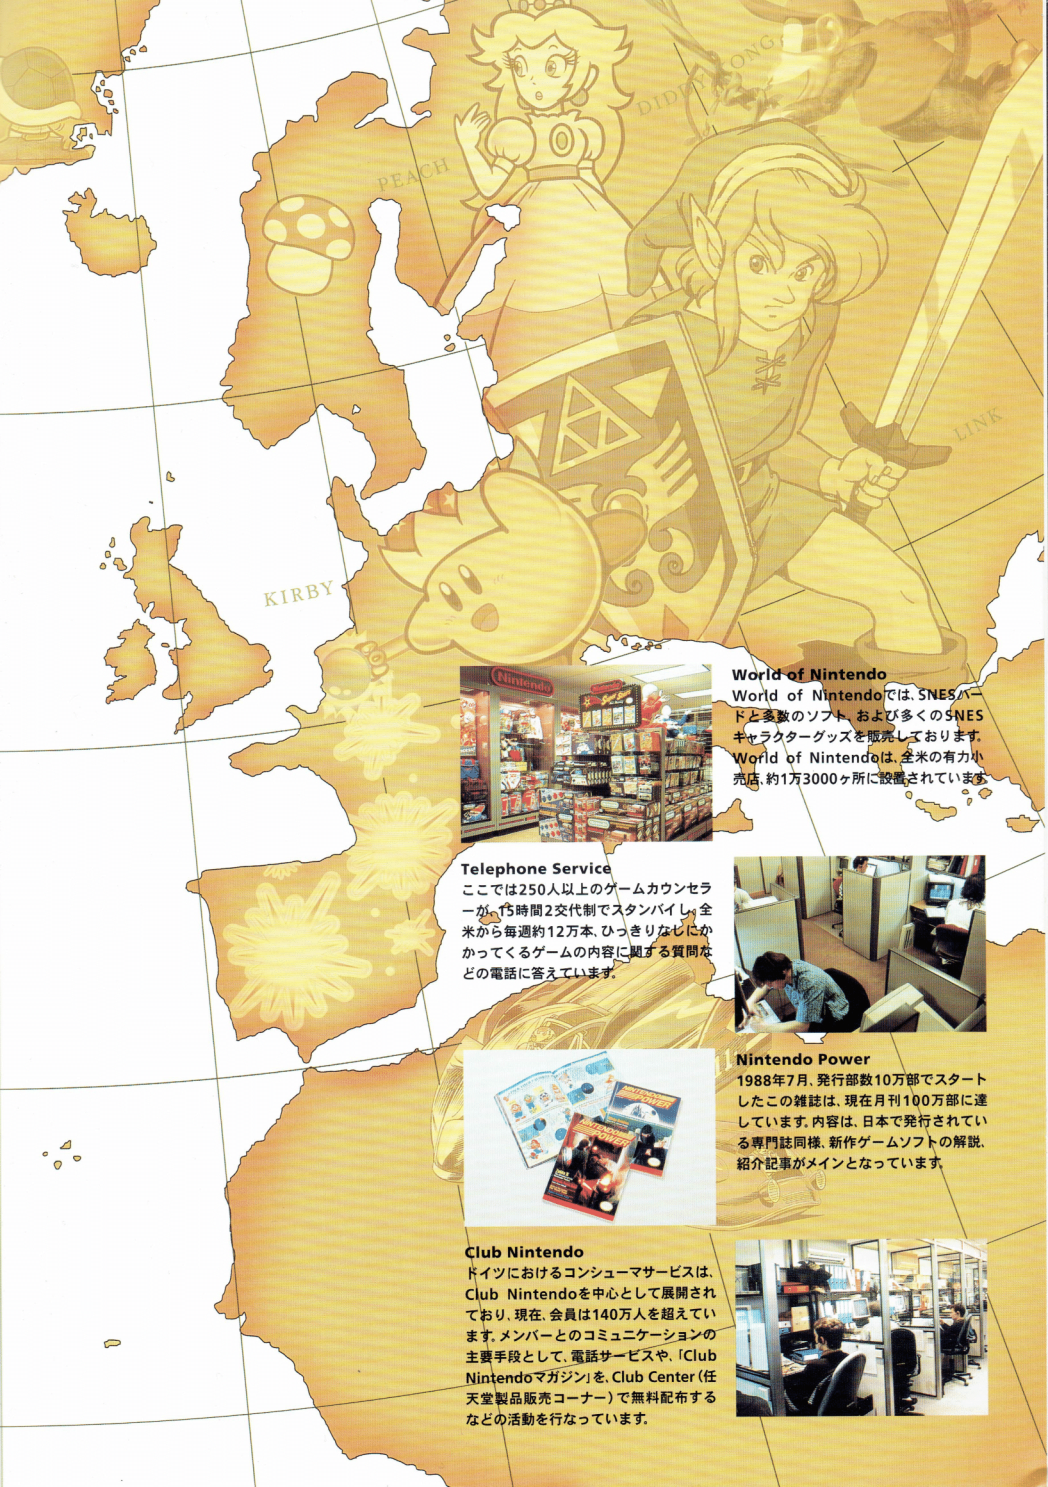 DIDDY KONG
PEACH
LINK
KIRBY
Nintendo
World of Nintendo
World of Nintendoでは、SNESハー
ドと多数のソフト、および多くのSNES
キャラクターグッズを販売しております。
World of Nintendoは、全米の有力小
売店、約1万3000ヶ所に設置されています。
Telephone Service
ここでは250人以上のゲームカウンセラ
ーが、15時間2交代制でスタンバイし、全
米から毎週約12万本、ひっきりなしにか
かってくるゲームの内容に関する質問な
どの電話に答えています。
Nintendo Power
1988年7月、発行部数10万部でスタート
したこの雑誌は、現在月刊100万部に達
しています。内容は、日本で発行されてい
る専門誌同様、新作ゲームソフトの解説、
紹介記事がメインとなっています。
NINTENDO
POWER
NINTENDO
POWER
Club Nintendo
ドイツにおけるコンシューマサービスは、
Club Nintendoを中心として展開され
ており、現在、会員は140万人を超えてい
ます。メンバーとのコミュニケーションの
主要手段として、電話サービスや、「Club
Nintendoマガジン」を、Club Center（任
天堂製品販売コーナー）で無料配布する
などの活動を行なっています。